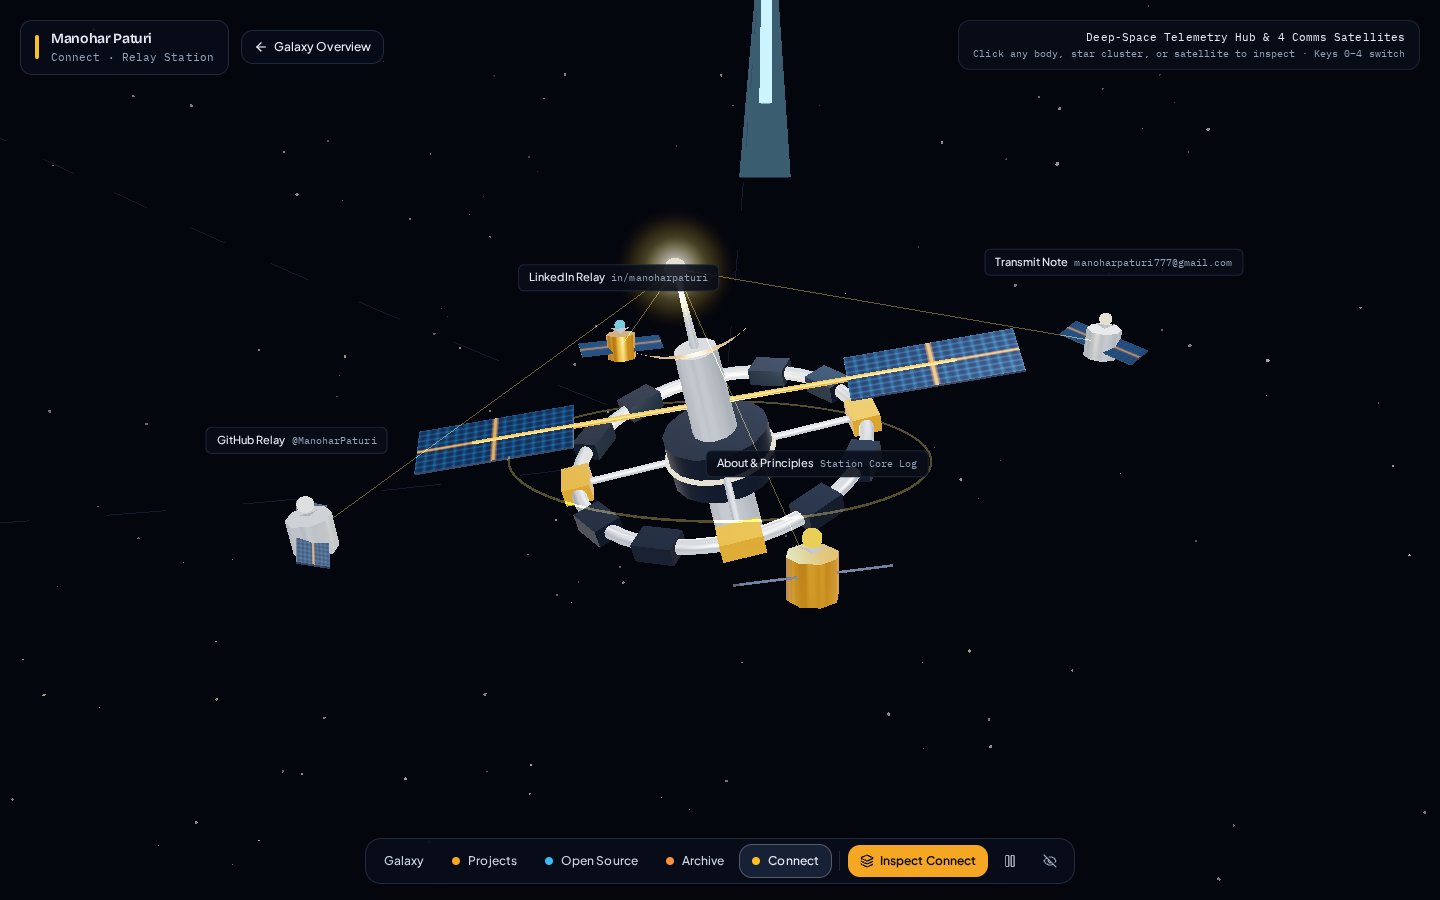 Manohar Paturi
Connect · Relay Station
Galaxy Overview
Deep-Space Telemetry Hub & 4 Comms Satellites
Click any body, star cluster, or satellite to inspect · Keys 0–4 switch
Transmit Note manoharpaturi777@gmail.com
LinkedIn Relay in/manoharpaturi
GitHub Relay @ManoharPaturi
About & Principles Station Core Log
Galaxy
Projects
Open Source
Archive
Connect
Inspect Connect